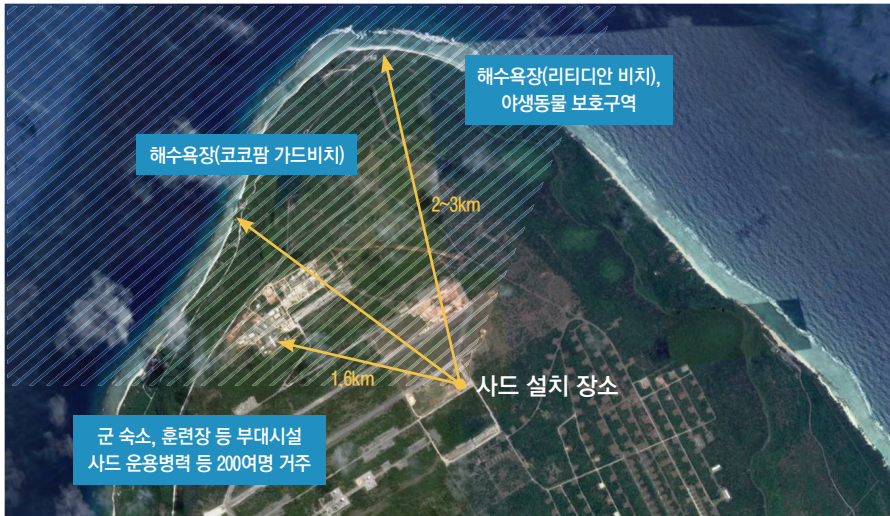 해수욕장(리티디안 비치),
야생동물 보호구역
해수욕장(코코팜 가드비치)
2~3km
1.6km
사드 설치 장소
군 숙소, 훈련장 등 부대시설
사드 운용병력 등 200여명 거주